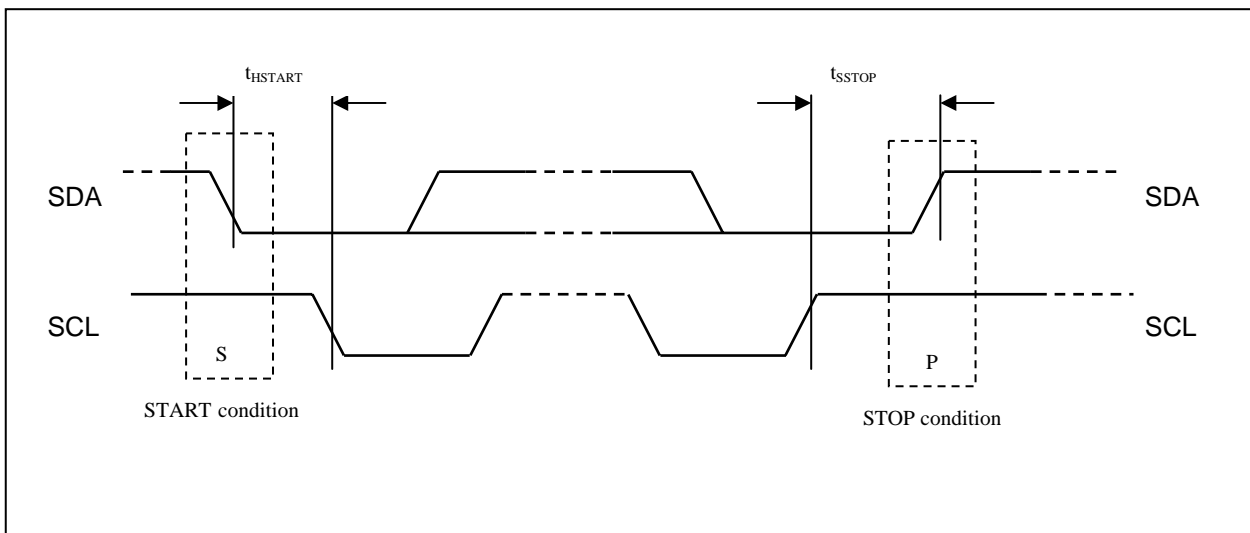 tHSTART
tSSTOP
SDA
SDA
SCL
SCL
S
P
START condition
STOP condition